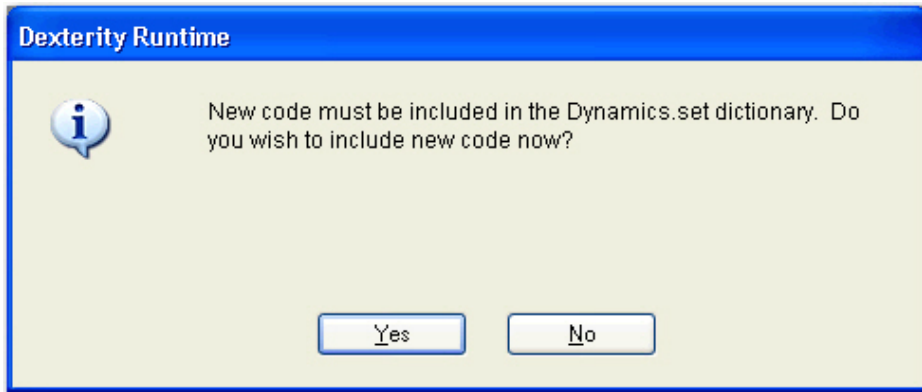 Dexterity Runtime
New code must be included in the Dynamics.set dictionary.  Do
you wish to include new code now?
Yes
No